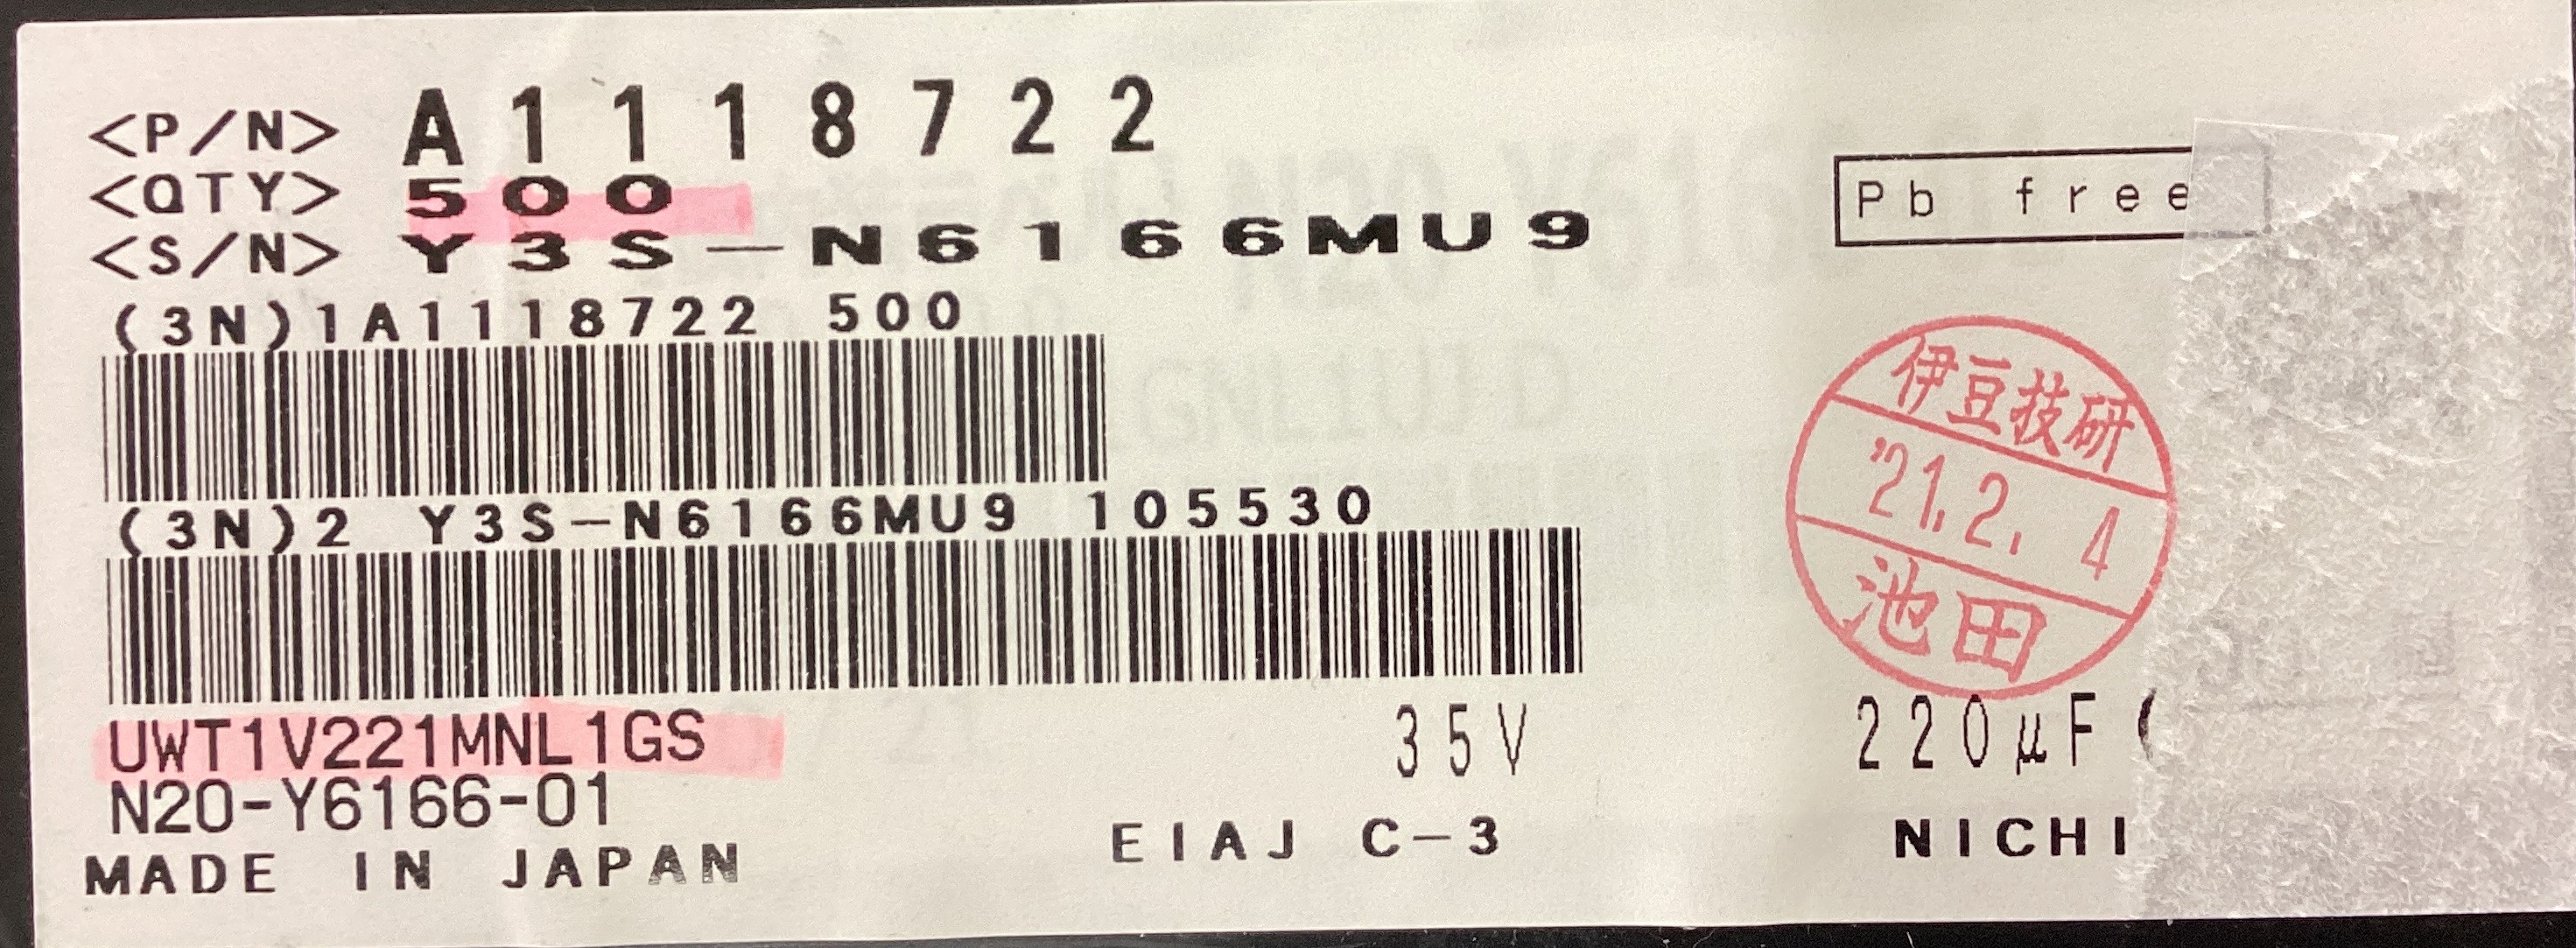 <P/N> A1118722
<QTY> 500
<S/N> Y3S-N6166MU9
Pb free
(3N)1A1118722 500
(3N)2 Y3S-N6166MU9 105530
伊豆技研
'21.2. 4
池田
UWT1V221MNL1GS 35V 220μF (
N20-Y6166-01
MADE IN JAPAN EIAJ C-3 NICHI